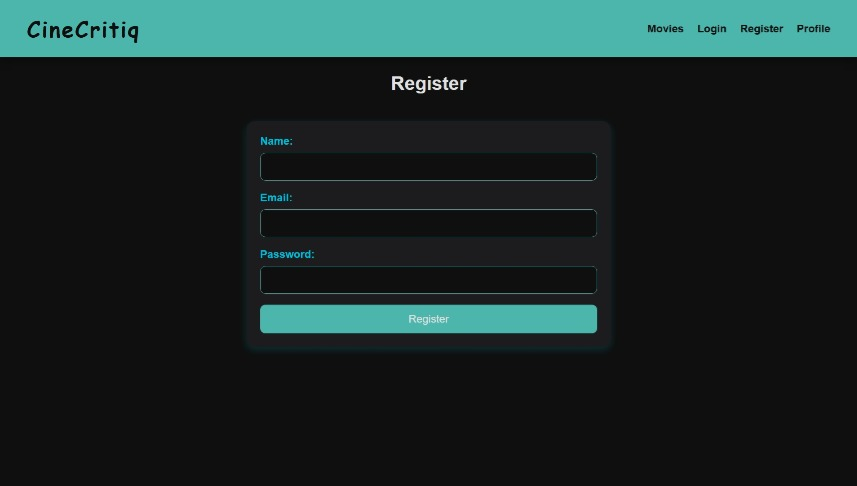 CineCritiq
Movies Login Register Profile
Register
Name:
Email:
Password:
Register